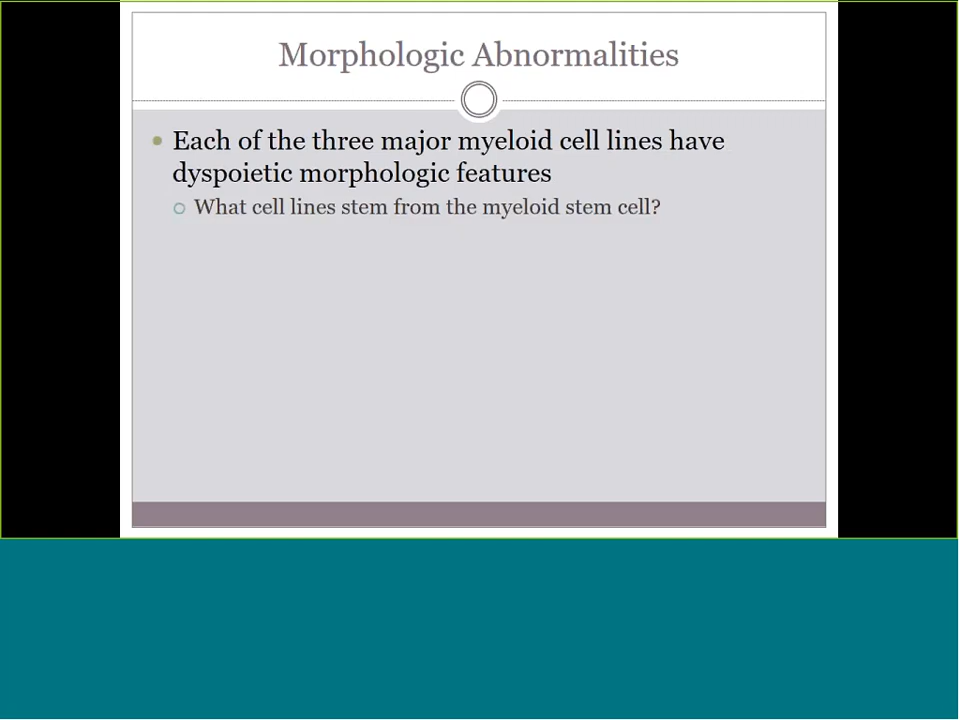 Morphologic Abnormalities
Each of the three major myeloid cell lines have
dyspoietic morphologic features
What cell lines stem from the myeloid stem cell?